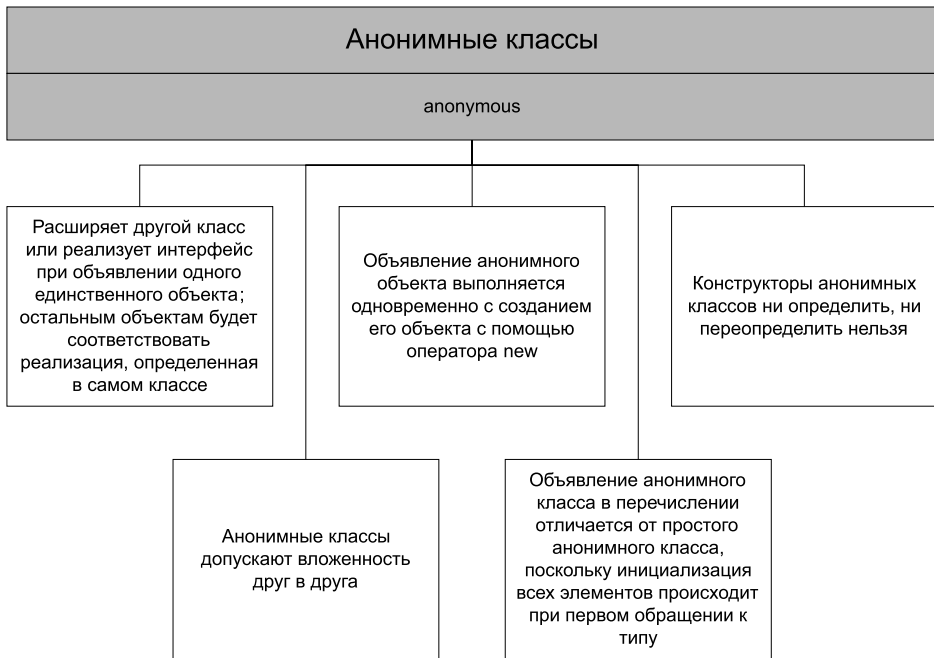 Анонимные классы
anonymous
Расширяет другой класс
или реализует интерфейс
при объявлении одного
единственного объекта;
остальным объектам будет
соответствовать
реализация, определенная
в самом классе
Объявление анонимного
объекта выполняется
одновременно с созданием
его объекта с помощью
оператора new
Конструкторы анонимных
классов ни определить, ни
переопределить нельзя
Анонимные классы
допускают вложенность
друг в друга
Объявление анонимного
класса в перечислении
отличается от простого
анонимного класса,
поскольку инициализация
всех элементов происходит
при первом обращении к
типу